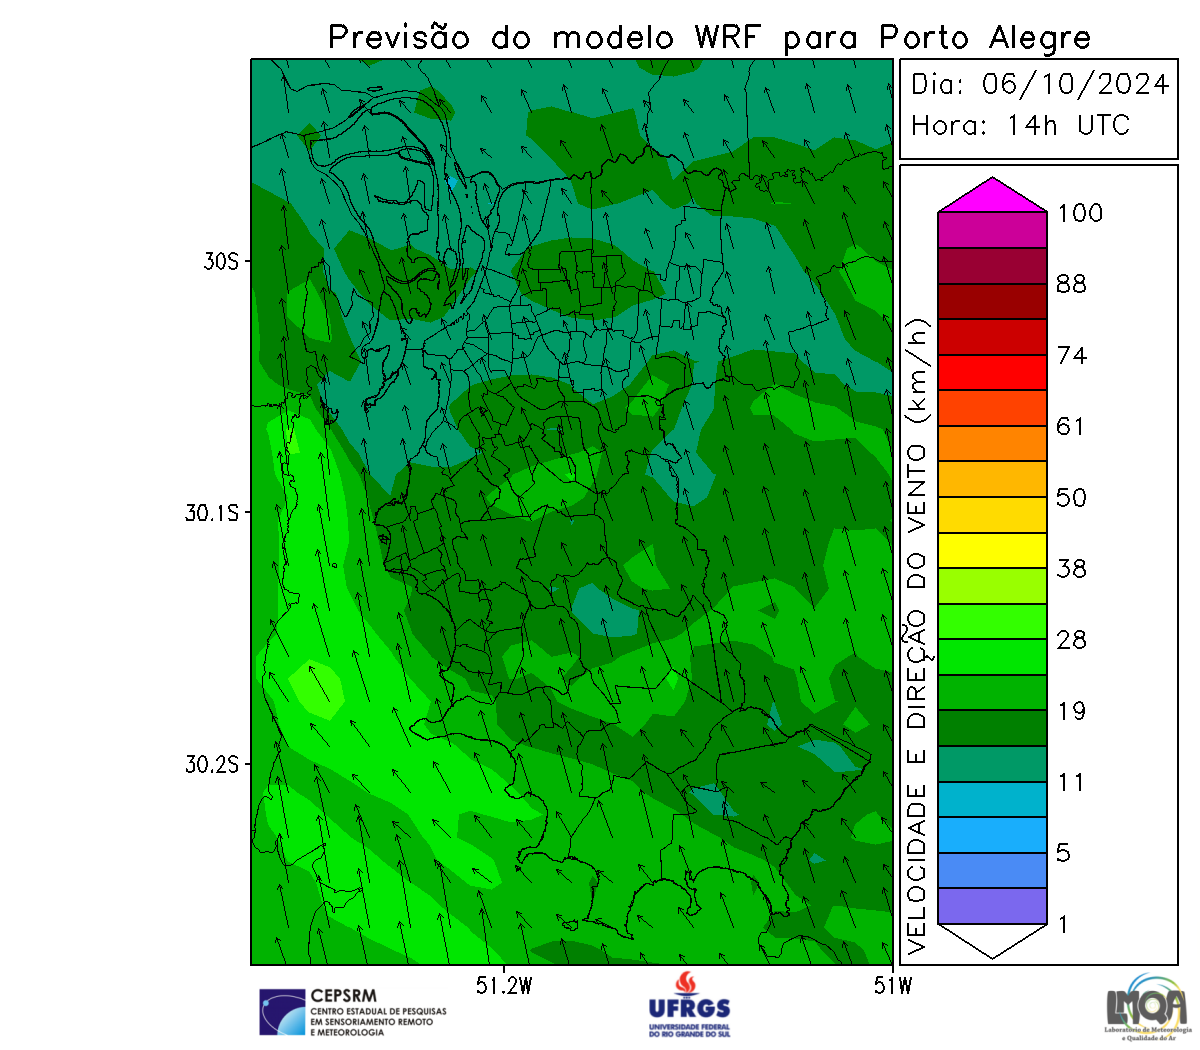 Previsão do modelo WRF para Porto Alegre
Dia: 06/10/2024
Hora: 14h UTC
30S
30.1S
30.2S
51.2W
51W
VELOCIDADE E DIREÇÃO DO VENTO (km/h)
100
88
74
61
50
38
28
19
11
5
1
CEPSRM
CENTRO ESTADUAL DE PESQUISAS
EM SENSORIAMENTO REMOTO
E METEOROLOGIA
UFRGS
UNIVERSIDADE FEDERAL
DO RIO GRANDE DO SUL
LMQA
Laboratório de Meteorologia
e Qualidade do Ar